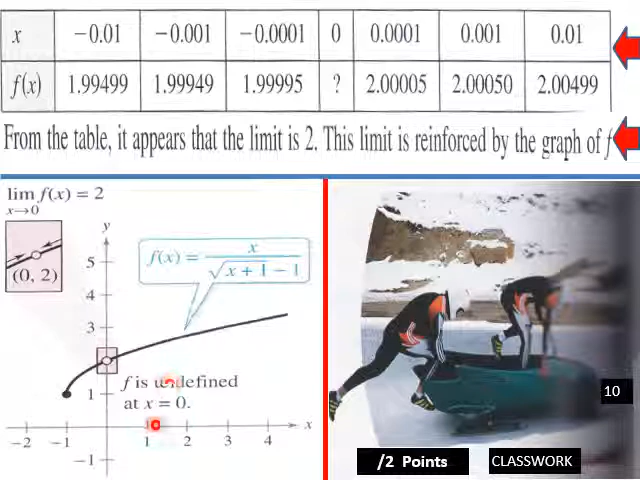 x −0.01 −0.001 −0.0001 0 0.0001 0.001 0.01
f(x) 1.99499 1.99949 1.99995 ? 2.00005 2.00050 2.00499
From the table, it appears that the limit is 2. This limit is reinforced by the graph of f
lim f(x) = 2
x→0
(0, 2)
y
f(x) = x
√x + 1 − 1
5
4
3
1
−1
f is undefined
at x = 0.
−2 −1 1 2 3 4 x
10
/2 Points
CLASSWORK